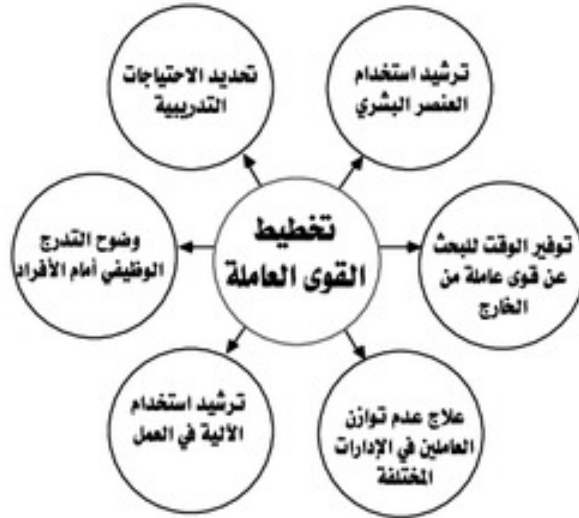 تخطيط
القوى العاملة
ترشيد استخدام
العنصر البشري
توفير الوقت للبحث
عن قوى عاملة من
الخارج
علاج عدم توازن
العاملين في الإدارات
المختلفة
ترشيد استخدام
الألية في العمل
وضوح التدرج
الوظيفي أمام الأفراد
تحديد الاحتياجات
التدريبية